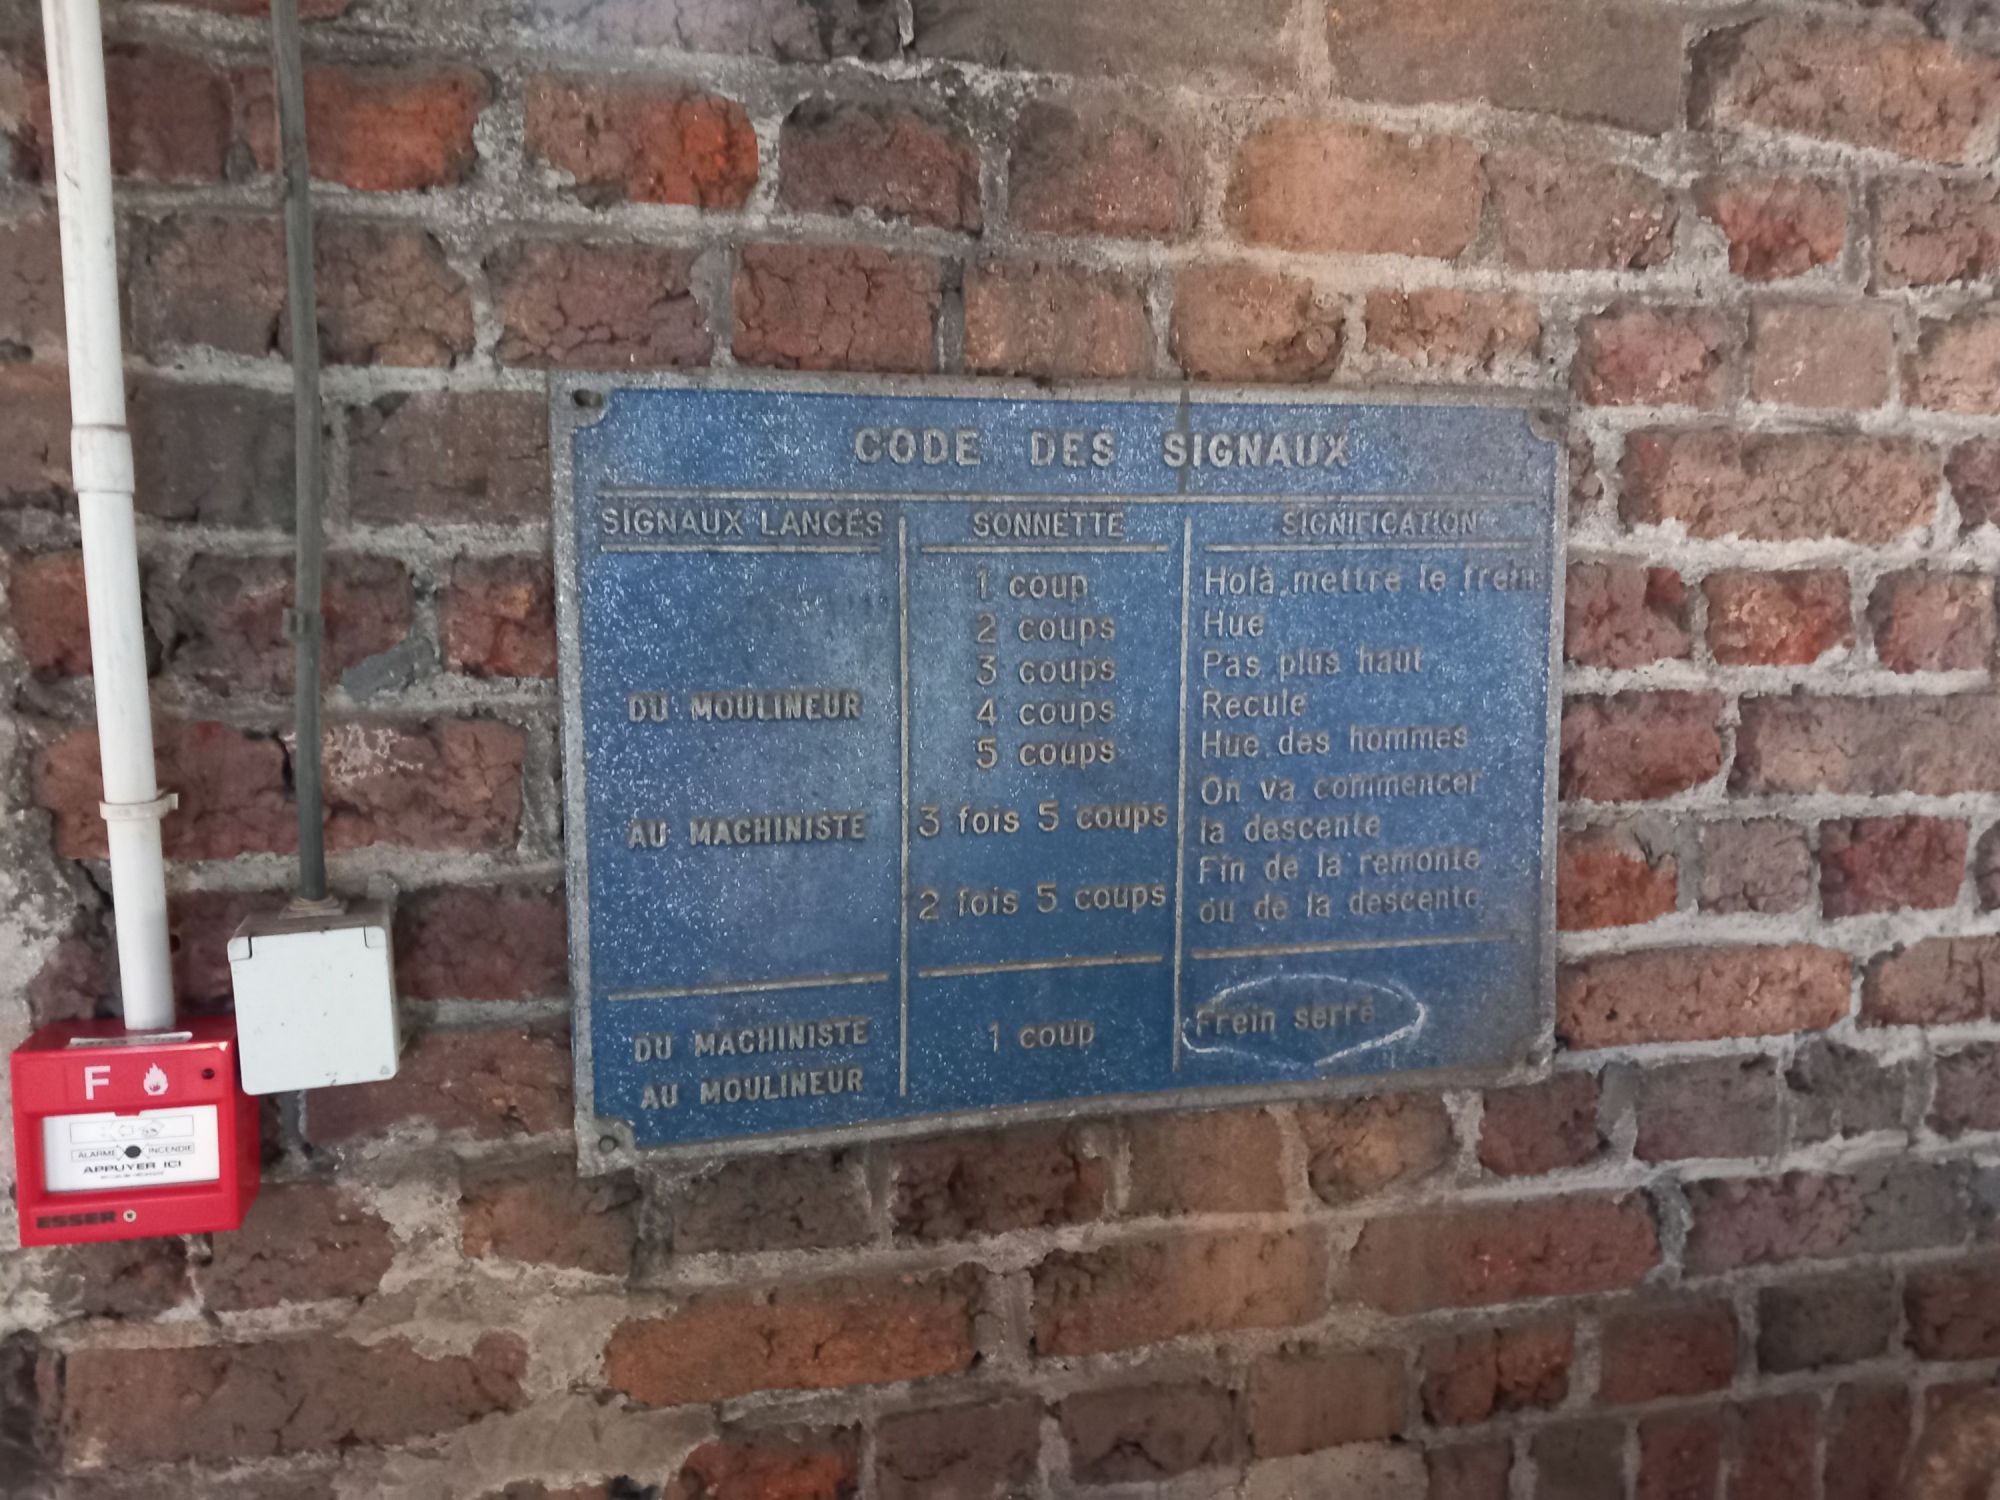 CODE DES SIGNAUX
SIGNAUX LANCÉS SONNETTE SIGNIFICATION
DU MOULINEUR
AU MACHINISTE
1 coup Holà, mettre le frein
2 coups Hue
3 coups Pas plus haut
4 coups Recule
5 coups Hue des hommes
3 fois 5 coups On va commencer
la descente
2 fois 5 coups Fin de la remonte
ou de la descente
DU MACHINISTE
AU MOULINEUR
1 coup Frein serré
F
ALARME INCENDIE
APPUYER ICI
ESSER